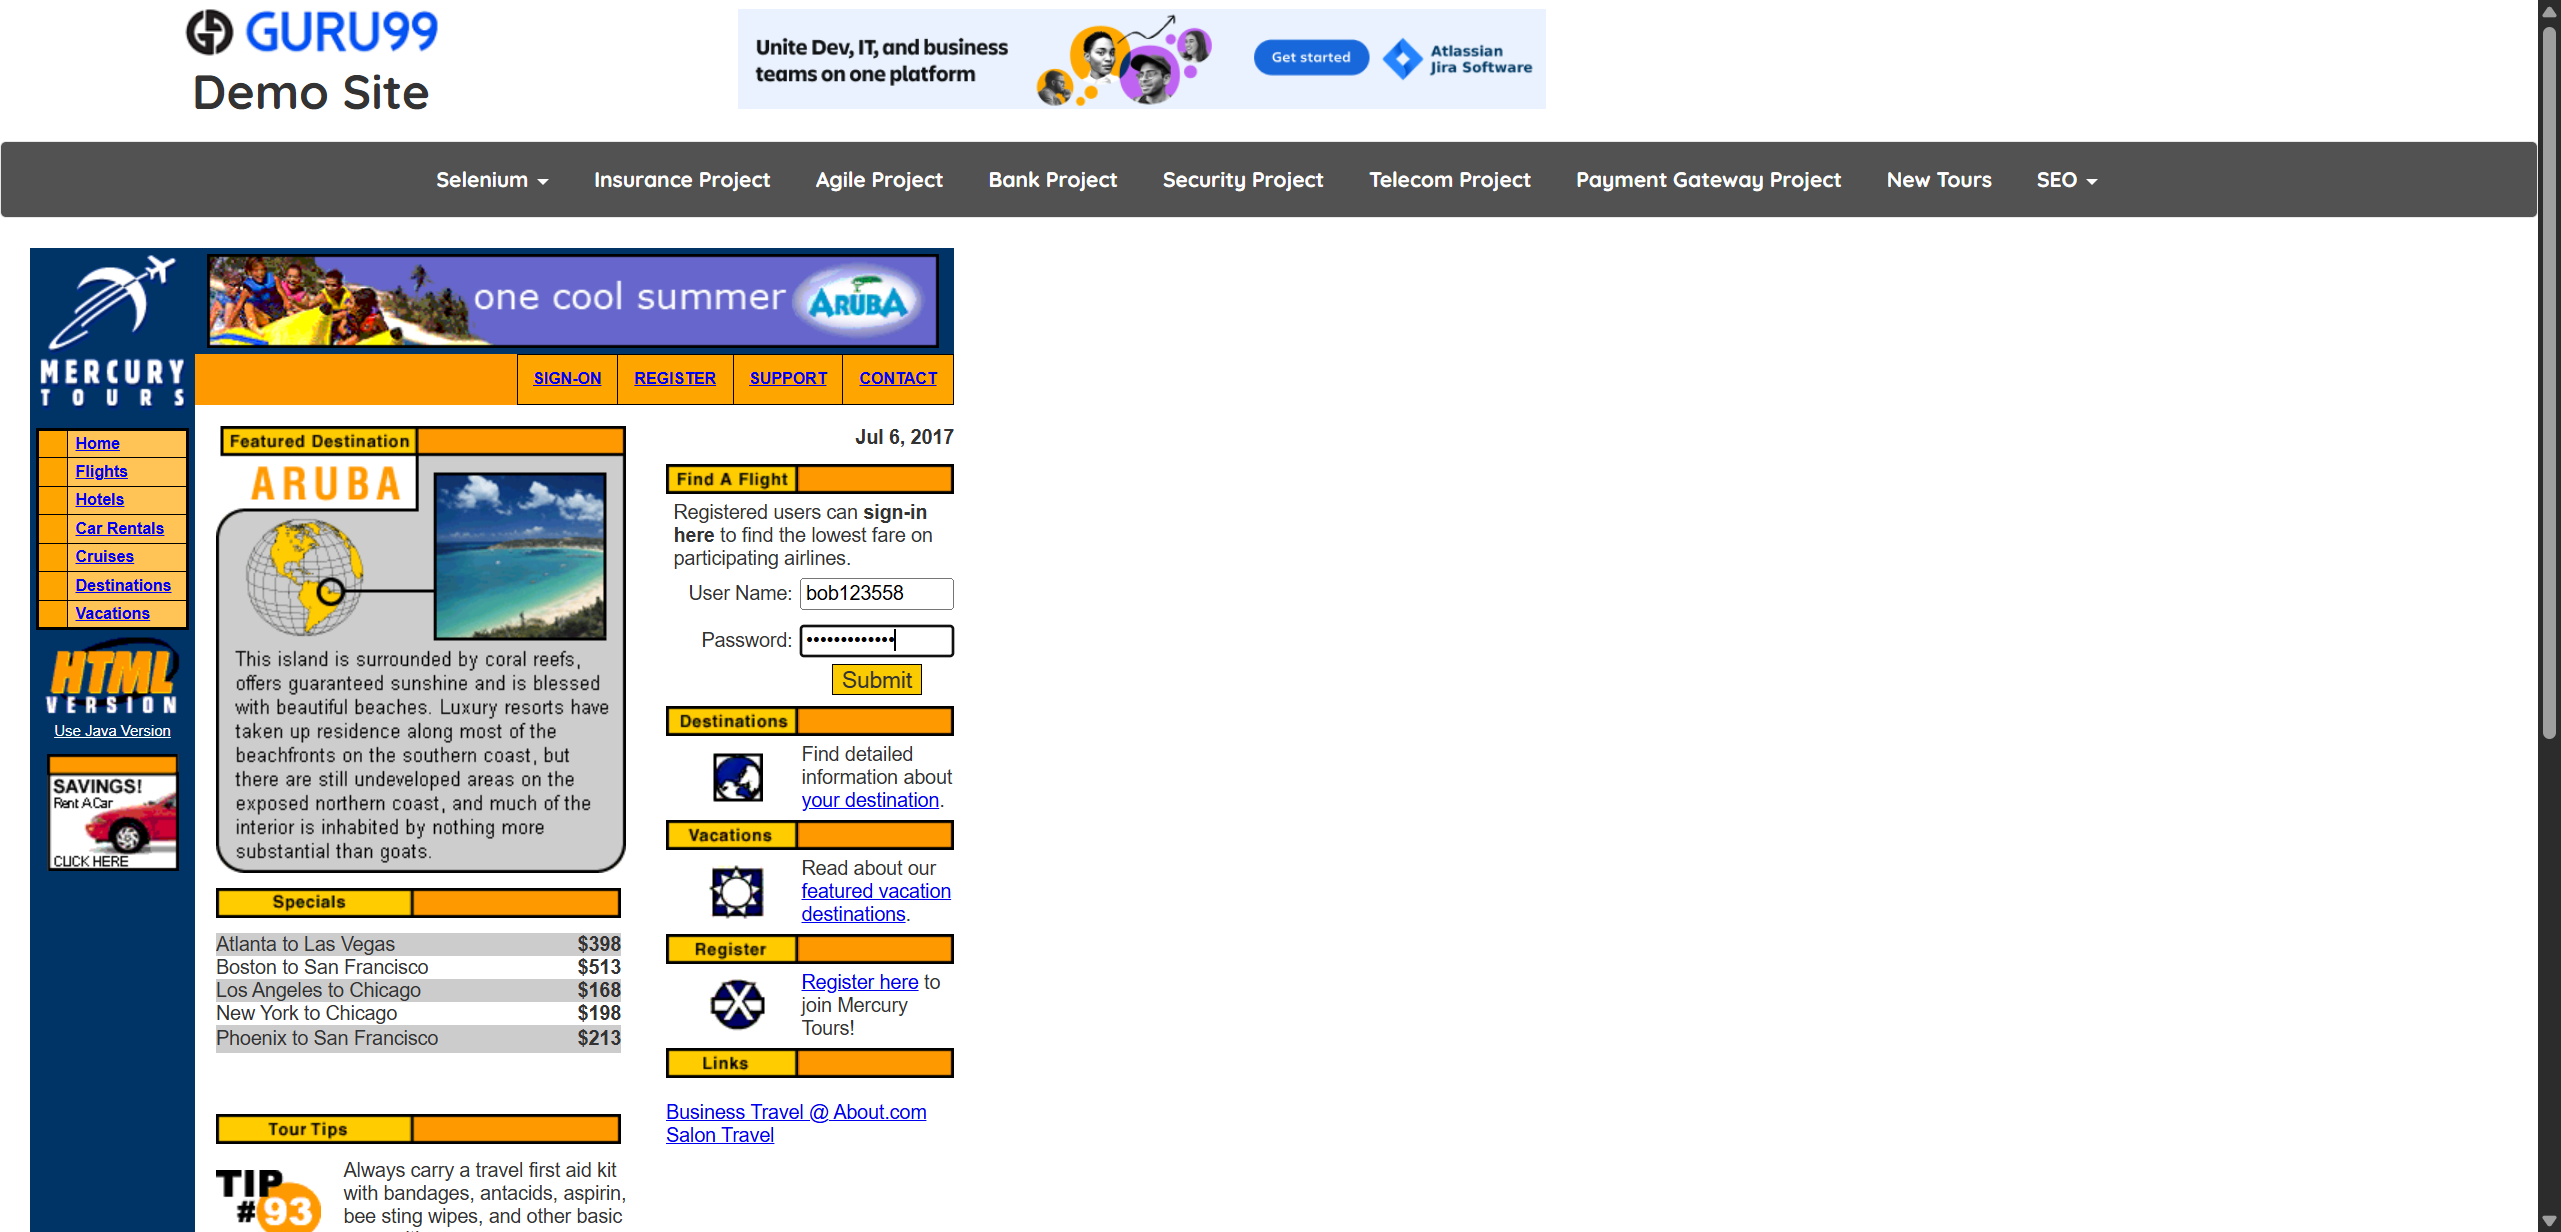 GURU99
Demo Site
Unite Dev, IT, and business
teams on one platform
Get started
Atlassian
Jira Software
Selenium
Insurance Project
Agile Project
Bank Project
Security Project
Telecom Project
Payment Gateway Project
New Tours
SEO
MERCURY
TOURS
one cool summer
ARUBA
SIGN-ON
REGISTER
SUPPORT
CONTACT
Home
Flights
Hotels
Car Rentals
Cruises
Destinations
Vacations
HTML
VERSION
Use Java Version
SAVINGS!
Rent A Car
CLICK HERE
Featured Destination
ARUBA
This island is surrounded by coral reefs,
offers guaranteed sunshine and is blessed
with beautiful beaches. Luxury resorts have
taken up residence along most of the
beachfronts on the southern coast, but
there are still undeveloped areas on the
exposed northern coast, and much of the
interior is inhabited by nothing more
substantial than goats.
Specials
Atlanta to Las Vegas $398
Boston to San Francisco $513
Los Angeles to Chicago $168
New York to Chicago $198
Phoenix to San Francisco $213
Tour Tips
TIP
#93
Always carry a travel first aid kit
with bandages, antacids, aspirin,
bee sting wipes, and other basic
Jul 6, 2017
Find A Flight
Registered users can sign-in
here to find the lowest fare on
participating airlines.
User Name: bob123558
Password: •••••••••••••
Submit
Destinations
Find detailed
information about
your destination.
Vacations
Read about our
featured vacation
destinations.
Register
Register here to
join Mercury
Tours!
Links
Business Travel @ About.com
Salon Travel